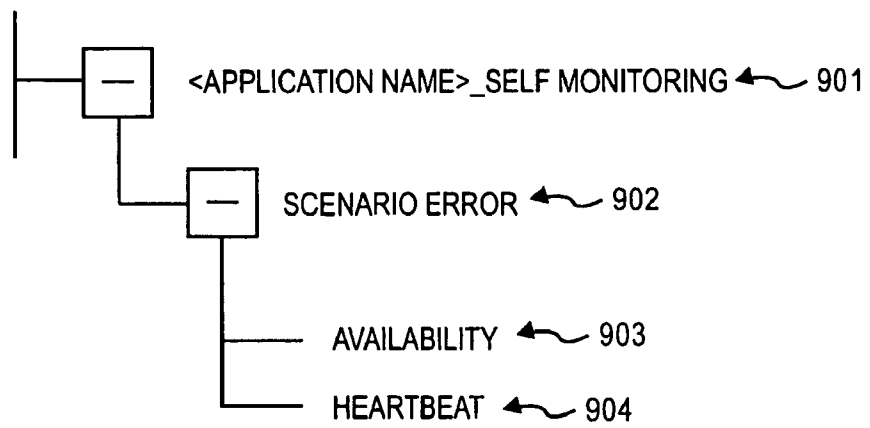 <APPLICATION NAME>_SELF MONITORING 901
SCENARIO ERROR 902
AVAILABILITY 903
HEARTBEAT 904